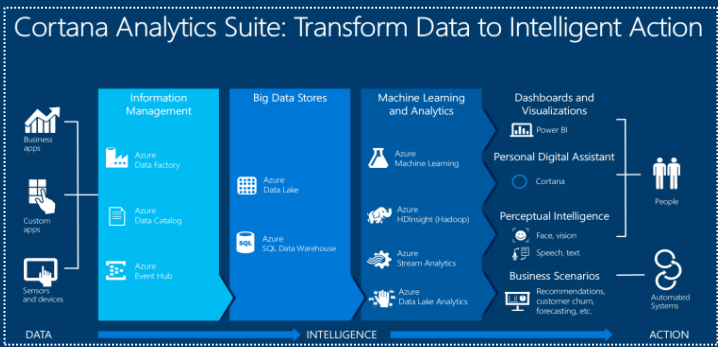 Cortana Analytics Suite: Transform Data to Intelligent Action
Business
apps
Custom
apps
Sensors
and devices
Information
Management
Azure
Data Factory
Azure
Data Catalog
Azure
Event Hub
Big Data Stores
Azure
Data Lake
SQL
Azure
SQL Data Warehouse
Machine Learning
and Analytics
Azure
Machine Learning
Azure
HDInsight (Hadoop)
Azure
Stream Analytics
Azure
Data Lake Analytics
Dashboards and
Visualizations
Power BI
Personal Digital Assistant
Cortana
Perceptual Intelligence
Face, vision
Speech, text
Business Scenarios
Recommendations,
customer churn,
forecasting, etc.
People
Automated
Systems
DATA
INTELLIGENCE
ACTION